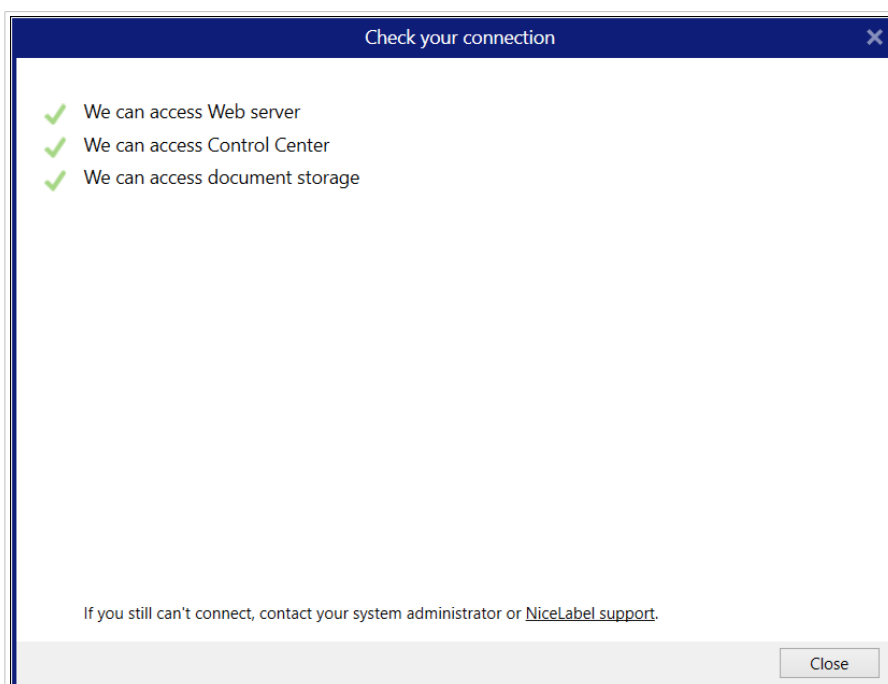 Check your connection
We can access Web server
We can access Control Center
We can access document storage
If you still can't connect, contact your system administrator or NiceLabel support.
Close